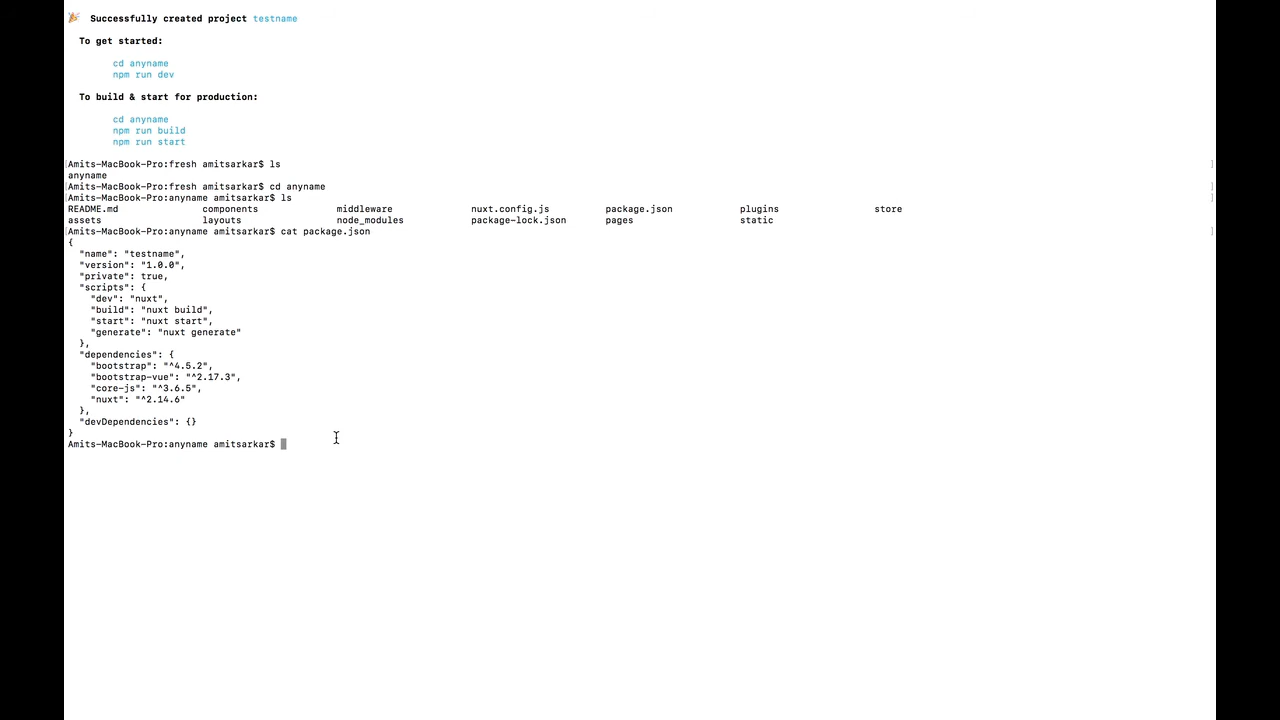 🎉 Successfully created project testname
To get started:
cd anyname
npm run dev
To build & start for production:
cd anyname
npm run build
npm run start
[Amits-MacBook-Pro:fresh amitsarkar$ ls ]
anyname
[Amits-MacBook-Pro:fresh amitsarkar$ cd anyname ]
[Amits-MacBook-Pro:anyname amitsarkar$ ls ]
README.md components middleware nuxt.config.js package.json plugins store
assets layouts node_modules package-lock.json pages static
[Amits-MacBook-Pro:anyname amitsarkar$ cat package.json ]
{
"name": "testname",
"version": "1.0.0",
"private": true,
"scripts": {
"dev": "nuxt",
"build": "nuxt build",
"start": "nuxt start",
"generate": "nuxt generate"
},
"dependencies": {
"bootstrap": "^4.5.2",
"bootstrap-vue": "^2.17.3",
"core-js": "^3.6.5",
"nuxt": "^2.14.6"
},
"devDependencies": {}
}
Amits-MacBook-Pro:anyname amitsarkar$